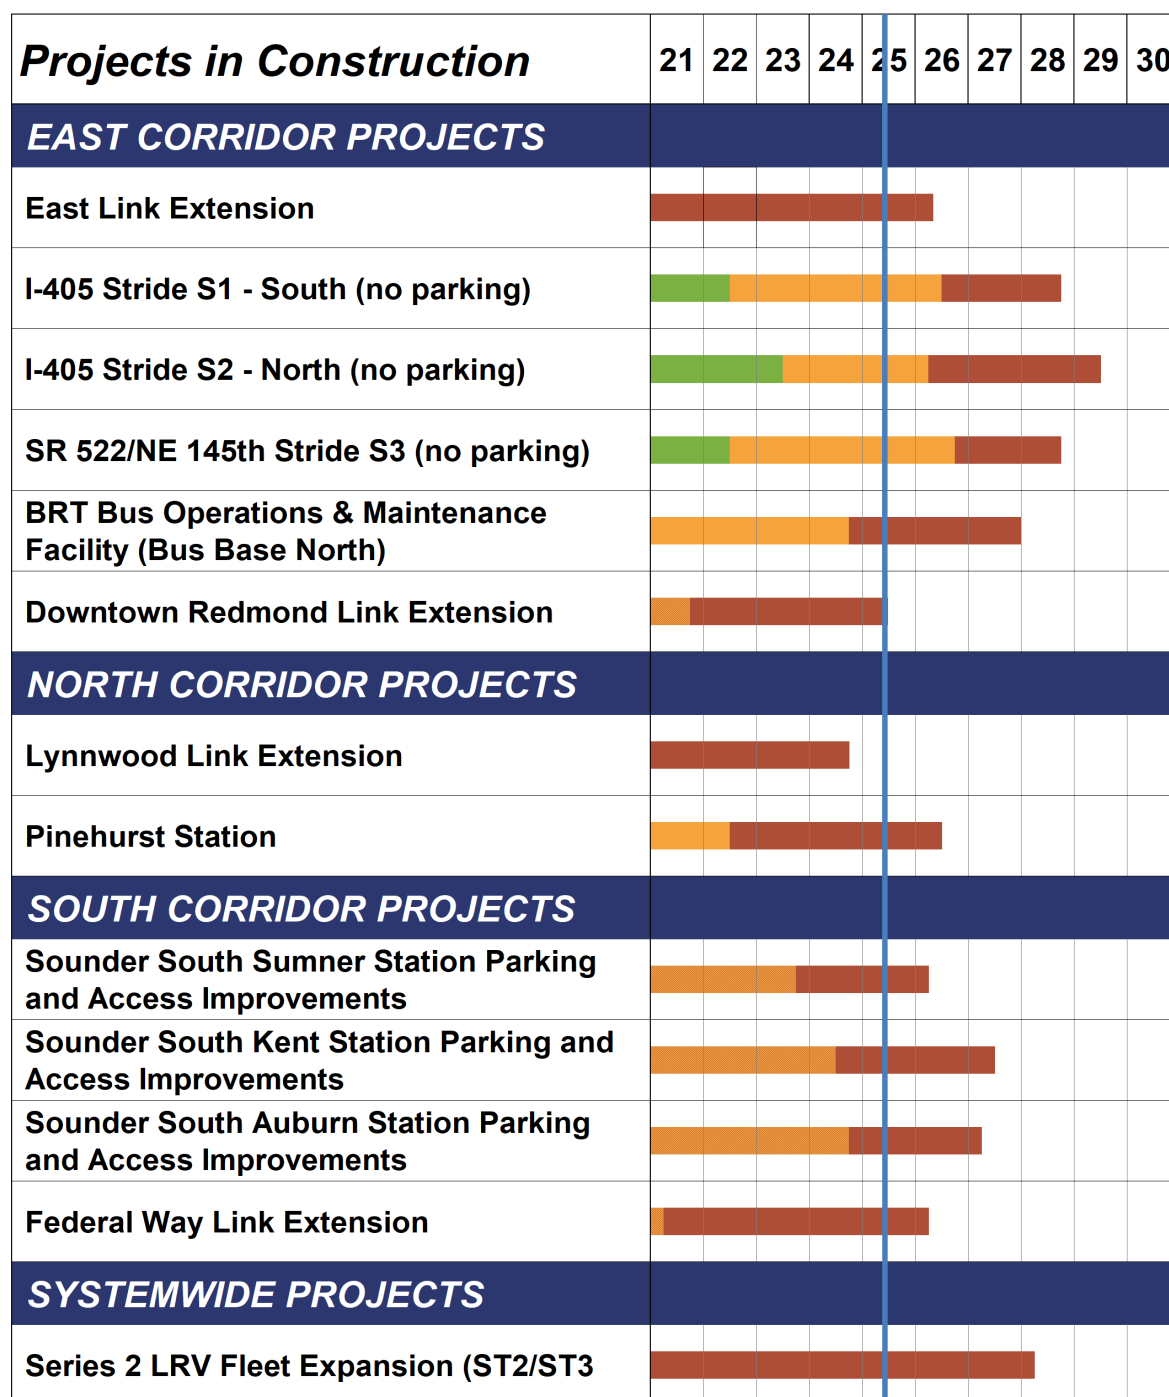 Projects in Construction 21 22 23 24 25 26 27 28 29 30
EAST CORRIDOR PROJECTS
East Link Extension
I-405 Stride S1 - South (no parking)
I-405 Stride S2 - North (no parking)
SR 522/NE 145th Stride S3 (no parking)
BRT Bus Operations & Maintenance
Facility (Bus Base North)
Downtown Redmond Link Extension
NORTH CORRIDOR PROJECTS
Lynnwood Link Extension
Pinehurst Station
SOUTH CORRIDOR PROJECTS
Sounder South Sumner Station Parking
and Access Improvements
Sounder South Kent Station Parking and
Access Improvements
Sounder South Auburn Station Parking
and Access Improvements
Federal Way Link Extension
SYSTEMWIDE PROJECTS
Series 2 LRV Fleet Expansion (ST2/ST3